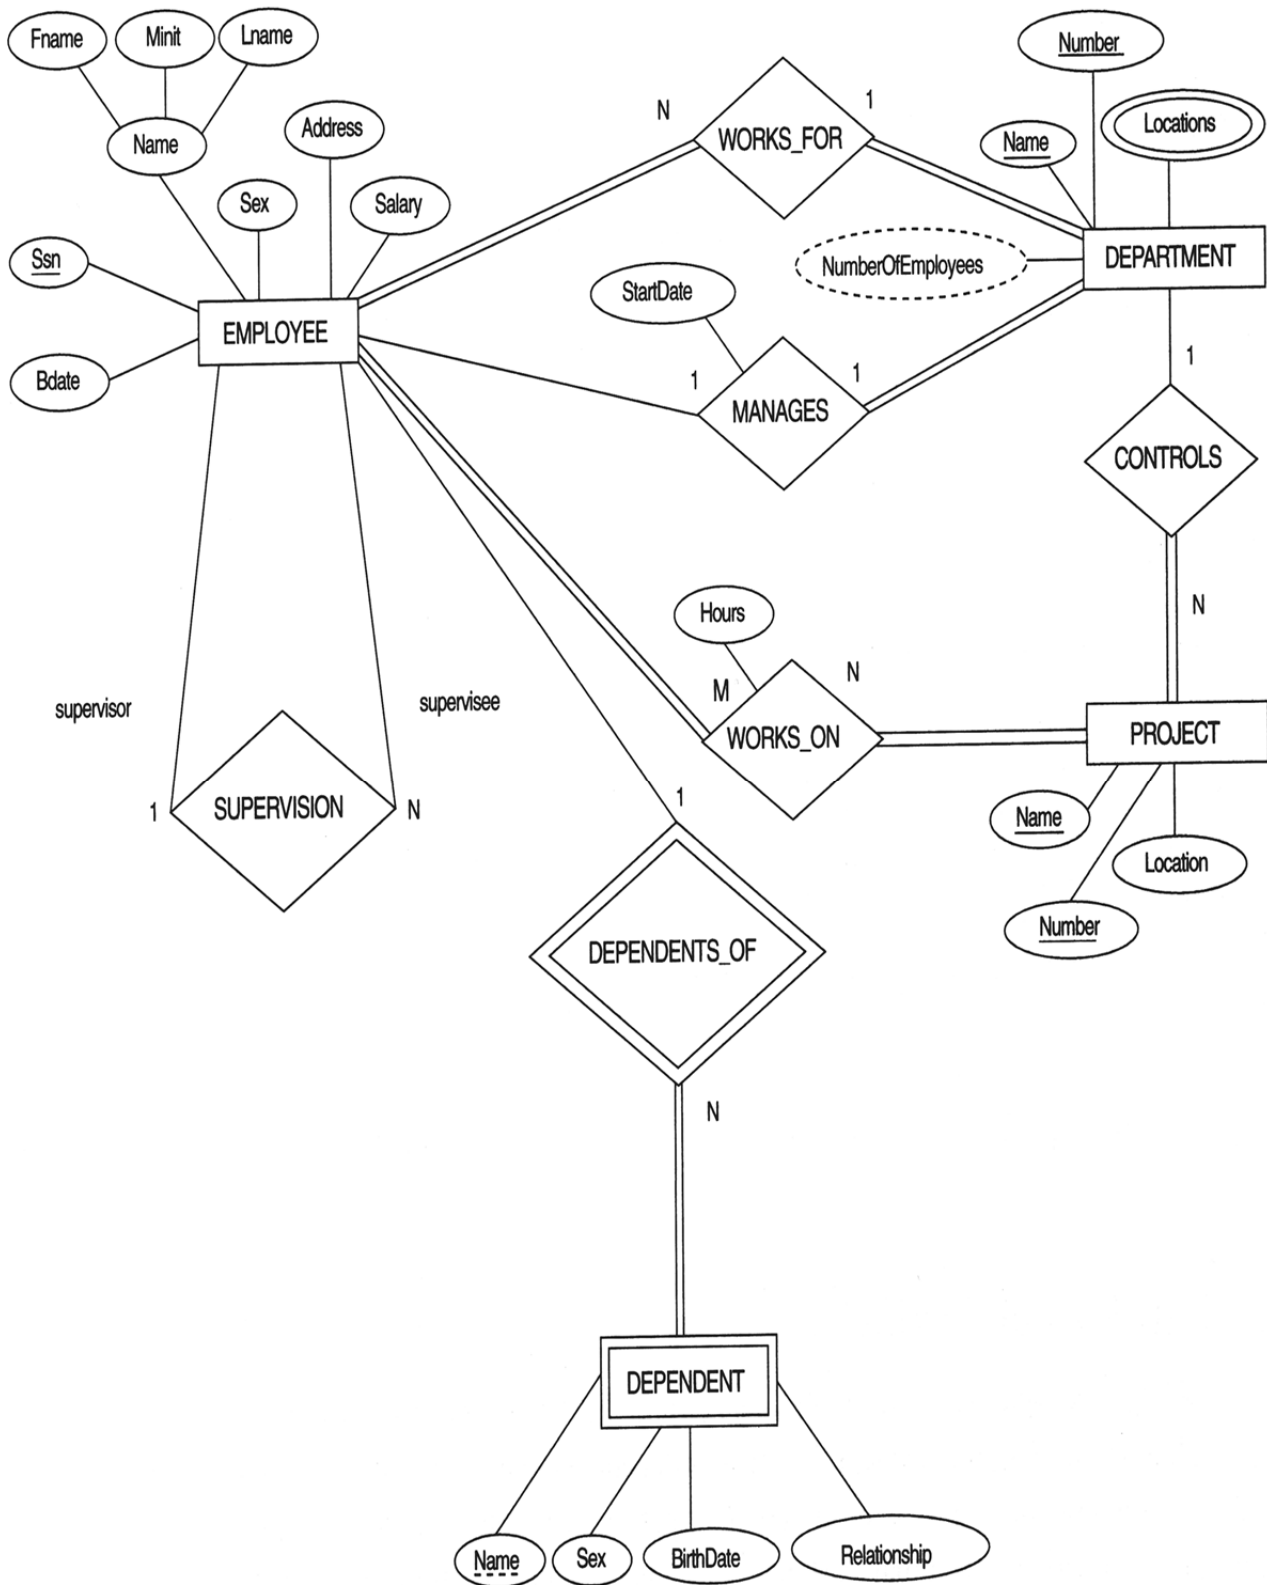 Fname
Minit
Lname
Number
Name
Address
N
WORKS_FOR
1
Name
Locations
Sex
Salary
Ssn
NumberOfEmployees
DEPARTMENT
StartDate
EMPLOYEE
Bdate
1
MANAGES
1
1
CONTROLS
Hours
N
M
N
supervisor
supervisee
WORKS_ON
PROJECT
1
SUPERVISION
N
1
Name
Location
Number
DEPENDENTS_OF
N
DEPENDENT
Name
Sex
BirthDate
Relationship